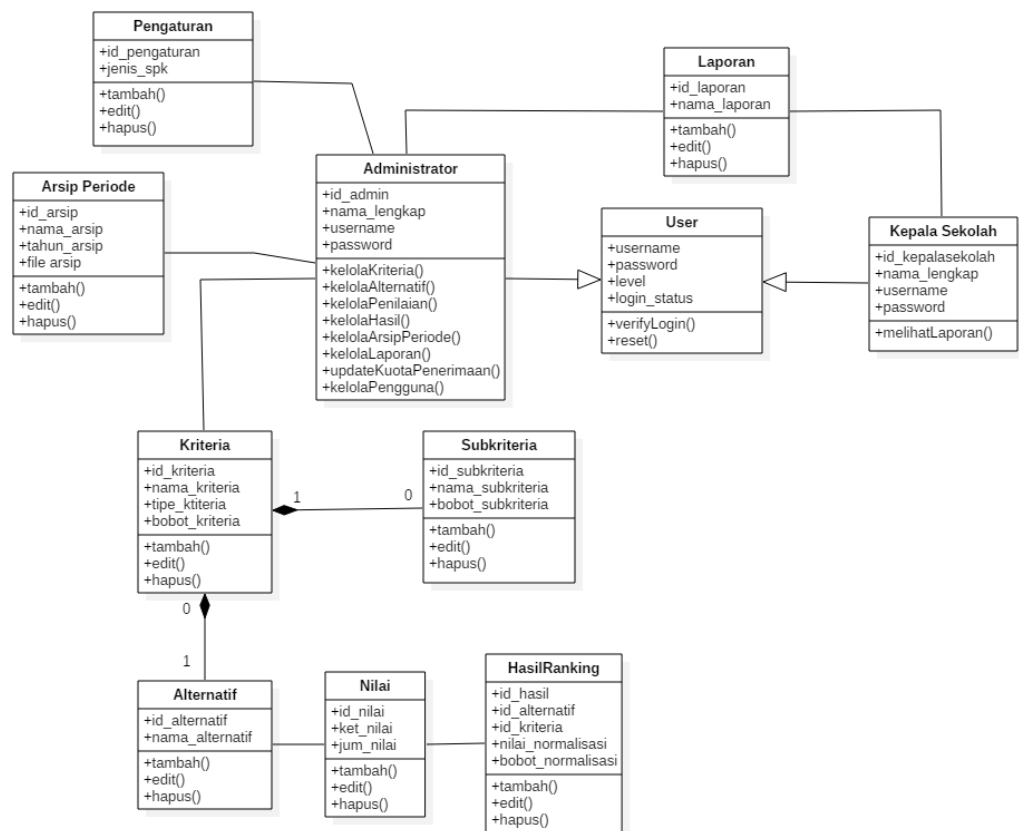 Pengaturan
+id_pengaturan
+jenis_spk
+tambah()
+edit()
+hapus()
Laporan
+id_laporan
+nama_laporan
+tambah()
+edit()
+hapus()
Arsip Periode
+id_arsip
+nama_arsip
+tahun_arsip
+file arsip
+tambah()
+edit()
+hapus()
Administrator
+id_admin
+nama_lengkap
+username
+password
+kelolaKriteria()
+kelolaAlternatif()
+kelolaPenilaian()
+kelolaHasil()
+kelolaArsipPeriode()
+kelolaLaporan()
+updateKuotaPenerimaan()
+kelolaPengguna()
User
+username
+password
+level
+login_status
+verifyLogin()
+reset()
Kepala Sekolah
+id_kepalasekolah
+nama_lengkap
+username
+password
+melihatLaporan()
Kriteria
+id_kriteria
+nama_kriteria
+tipe_ktiteria
+bobot_kriteria
+tambah()
+edit()
+hapus()
1
0
Subkriteria
+id_subkriteria
+nama_subkriteria
+bobot_subkriteria
+tambah()
+edit()
+hapus()
0
1
Alternatif
+id_alternatif
+nama_alternatif
+tambah()
+edit()
+hapus()
Nilai
+id_nilai
+ket_nilai
+jum_nilai
+tambah()
+edit()
+hapus()
HasilRanking
+id_hasil
+id_alternatif
+id_kriteria
+nilai_normalisasi
+bobot_normalisasi
+tambah()
+edit()
+hapus()